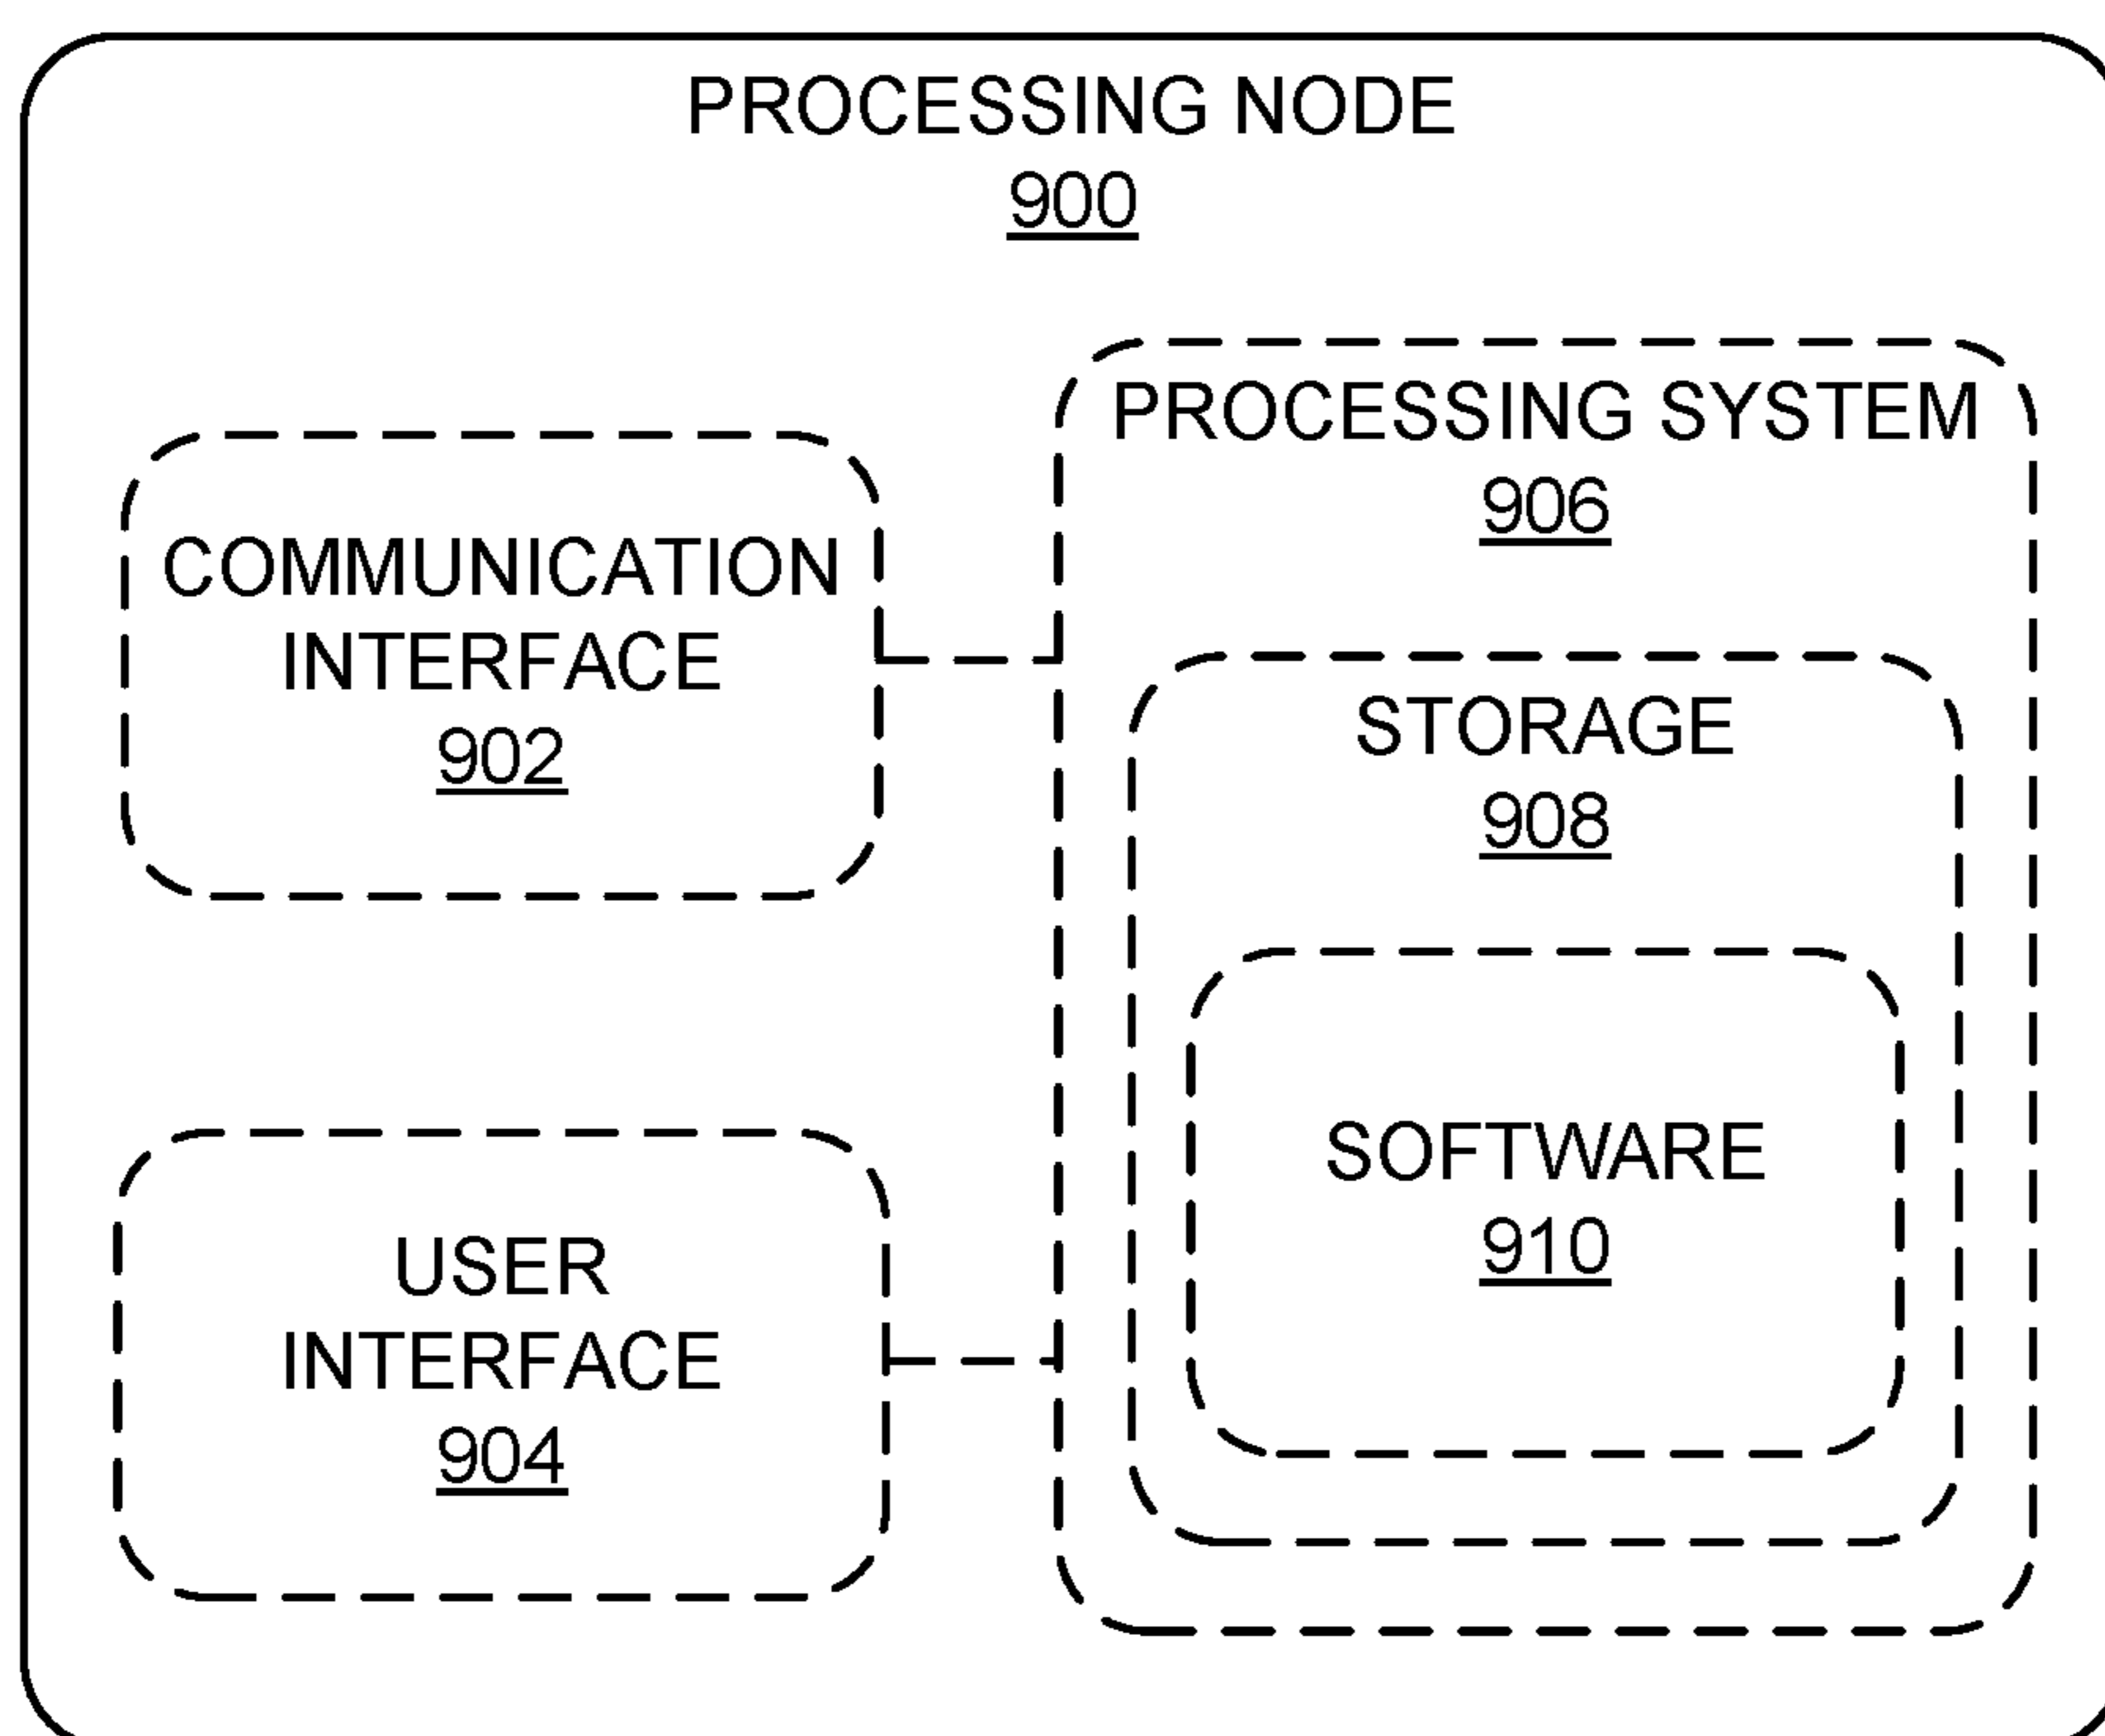 PROCESSING NODE
900
COMMUNICATION
INTERFACE
902
USER
INTERFACE
904
PROCESSING SYSTEM
906
STORAGE
908
SOFTWARE
910